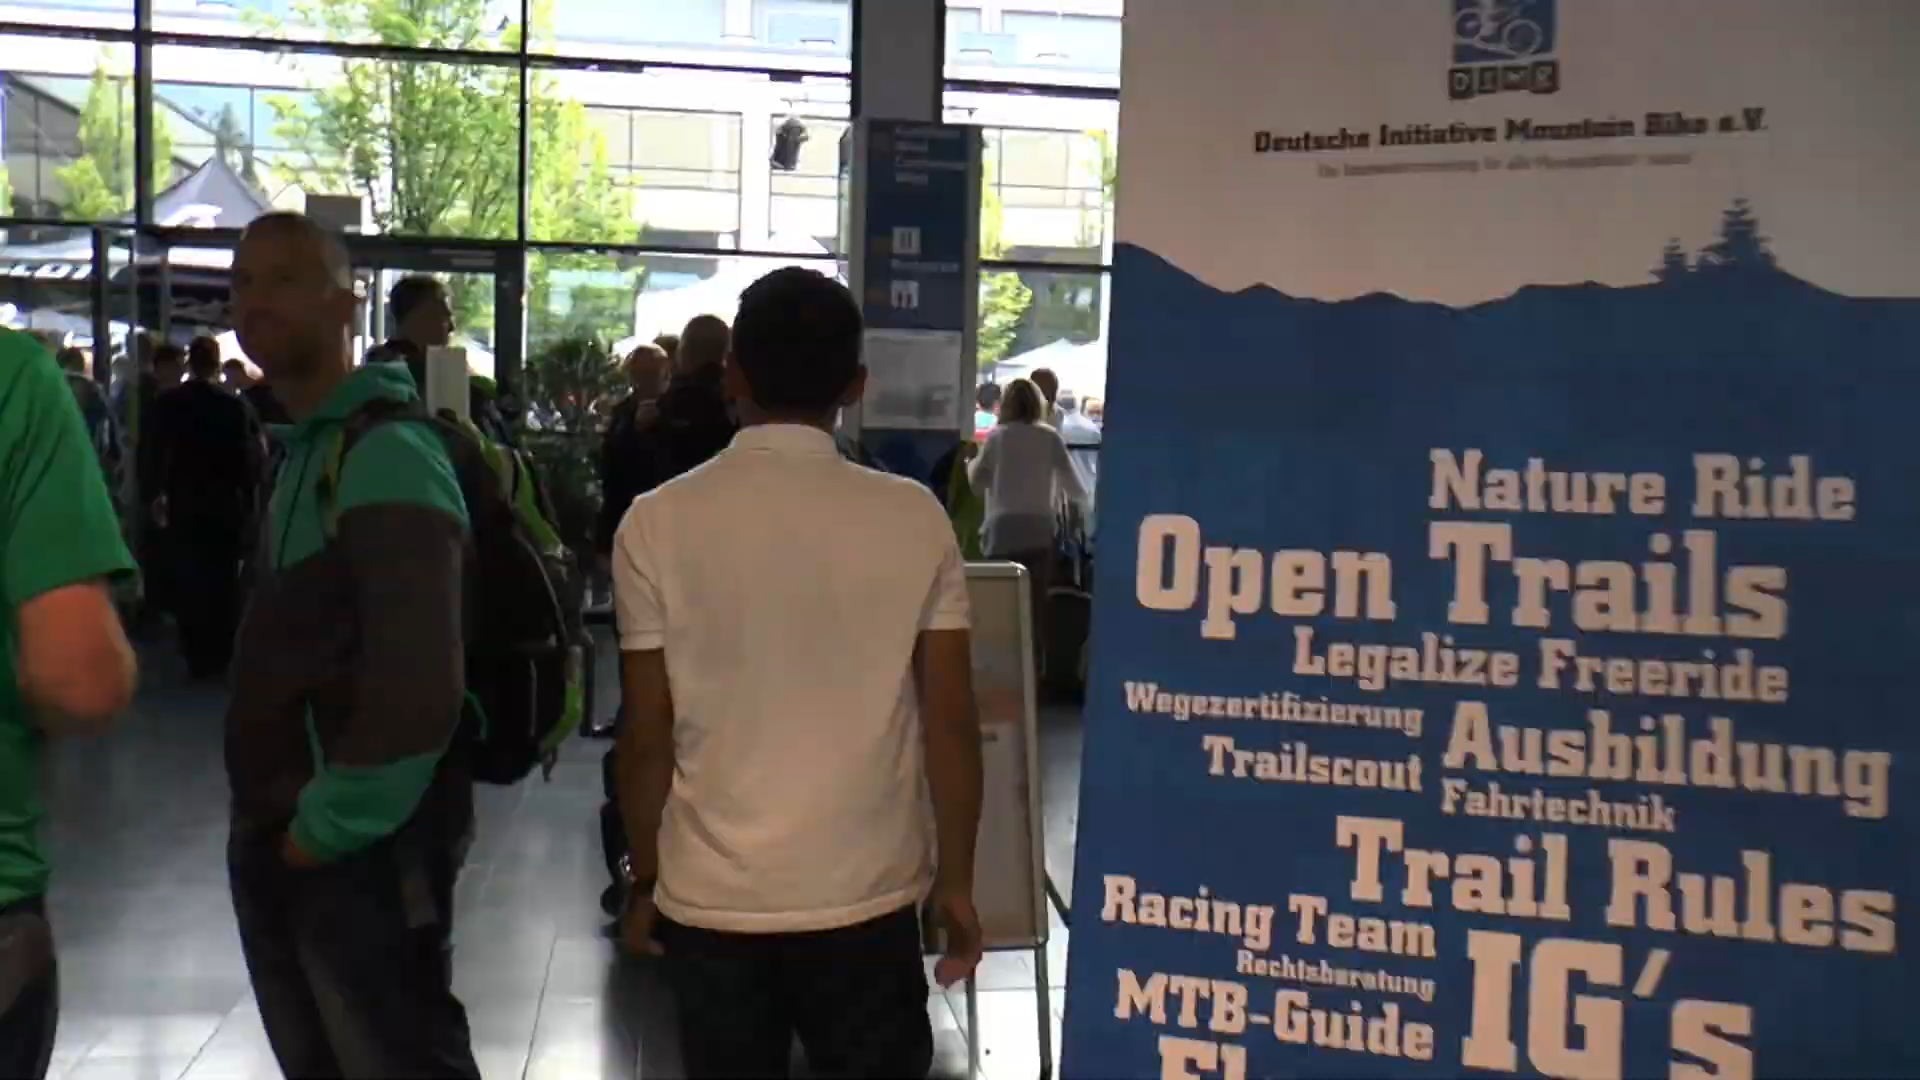 DIMB
Deutsche Initiative Mountain Bike e.V.
Nature Ride
Open Trails
Legalize Freeride
Wegezertifizierung
Ausbildung
Trailscout
Fahrtechnik
Trail Rules
Racing Team
Rechtsberatung
IG's
MTB-Guide